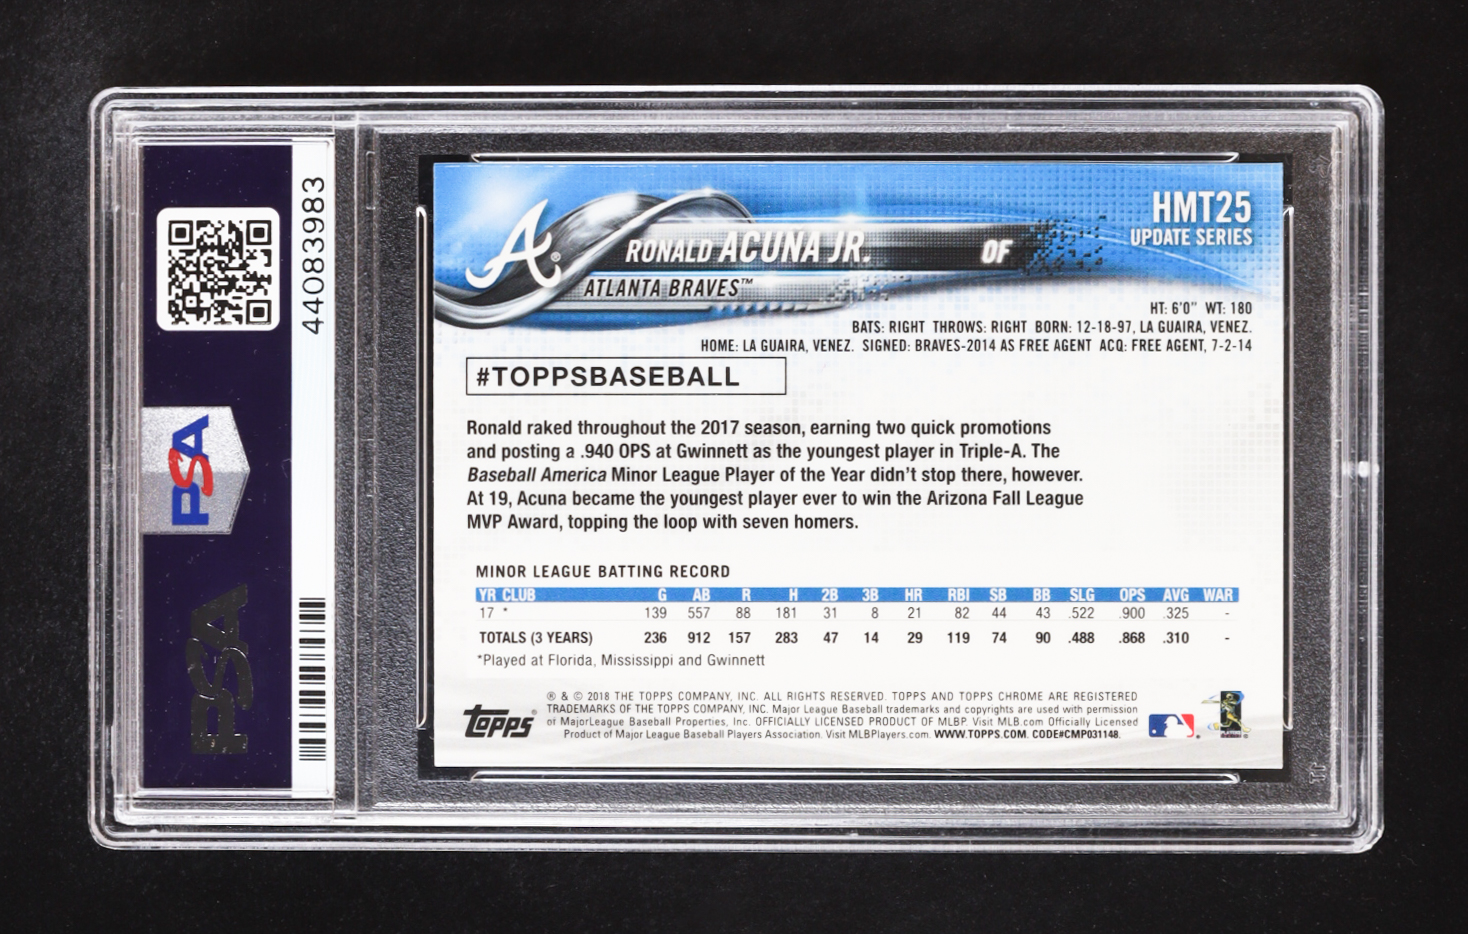 44083983
PSA
PSA
HMT25
UPDATE SERIES
A®
RONALD ACUNA JR. OF
ATLANTA BRAVES™
HT: 6'0" WT: 180
BATS: RIGHT THROWS: RIGHT BORN: 12-18-97, LA GUAIRA, VENEZ.
HOME: LA GUAIRA, VENEZ. SIGNED: BRAVES-2014 AS FREE AGENT ACQ: FREE AGENT, 7-2-14
#TOPPSBASEBALL
Ronald raked throughout the 2017 season, earning two quick promotions
and posting a .940 OPS at Gwinnett as the youngest player in Triple-A. The
Baseball America Minor League Player of the Year didn't stop there, however.
At 19, Acuna became the youngest player ever to win the Arizona Fall League
MVP Award, topping the loop with seven homers.
MINOR LEAGUE BATTING RECORD
YR CLUB G AB R H 2B 3B HR RBI SB BB SLG OPS AVG WAR
17 * 139 557 88 181 31 8 21 82 44 43 .522 .900 .325 -
TOTALS (3 YEARS) 236 912 157 283 47 14 29 119 74 90 .488 .868 .310 -
*Played at Florida, Mississippi and Gwinnett
Topps®
® & © 2018 THE TOPPS COMPANY, INC. ALL RIGHTS RESERVED. TOPPS AND TOPPS CHROME ARE REGISTERED
TRADEMARKS OF THE TOPPS COMPANY, INC. Major League Baseball trademarks and copyrights are used with permission
of MajorLeague Baseball Properties, Inc. OFFICIALLY LICENSED PRODUCT OF MLBP. Visit MLB.com Officially Licensed
Product of Major League Baseball Players Association. Visit MLBPlayers.com. WWW.TOPPS.COM. CODE#CMP031148.